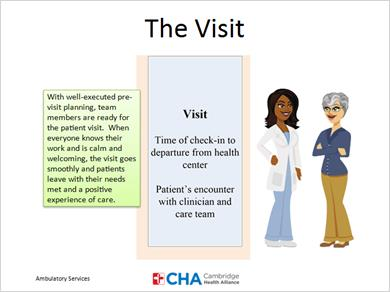 The Visit
With well-executed pre-
visit planning, team
members are ready for
the patient visit.  When
everyone knows their
work and is calm and
welcoming, the visit goes
smoothly and patients
leave with their needs
met and a positive
experience of care.
Visit
Time of check-in to
departure from health
center
Patient's encounter
with clinician and
care team
Ambulatory Services
CHA
Cambridge
Health Alliance